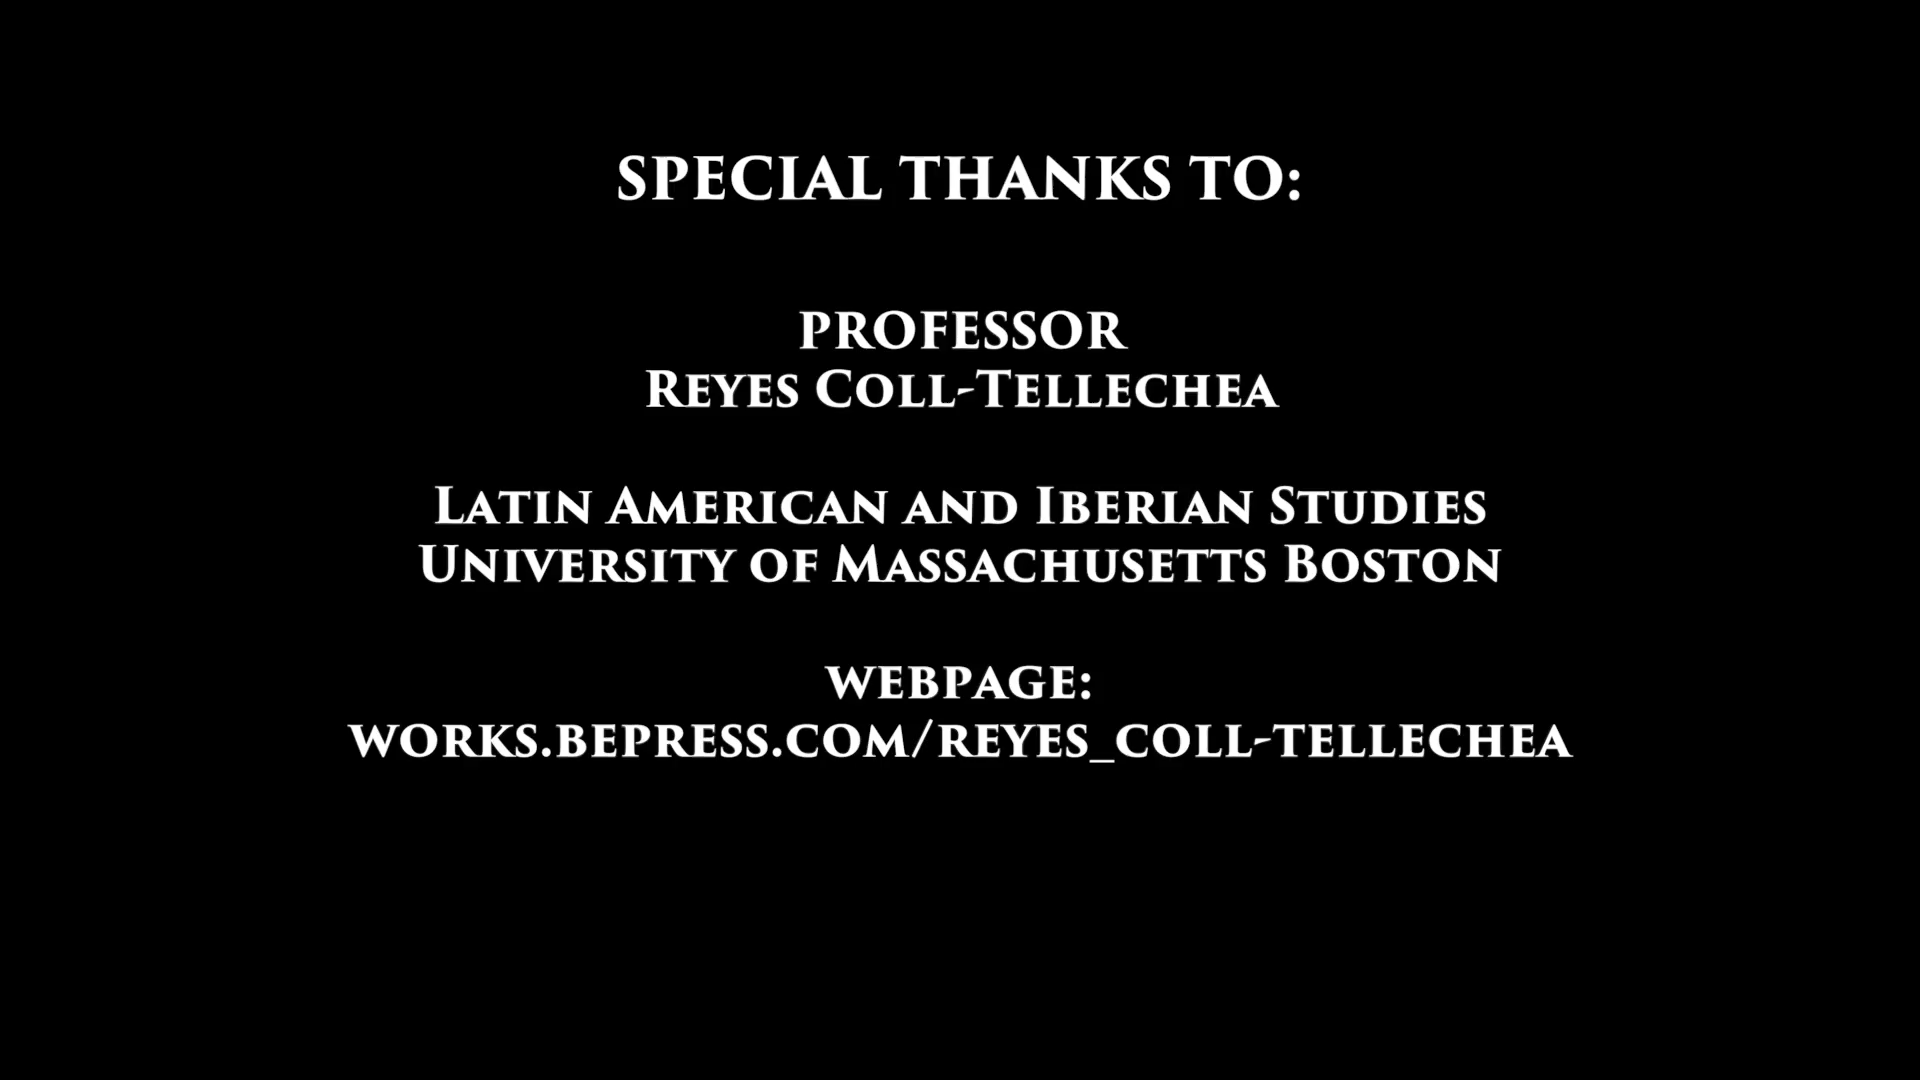 SPECIAL THANKS TO:
PROFESSOR
Reyes Coll-Tellechea
Latin American and Iberian Studies
University of Massachusetts Boston
webpage:
works.bepress.com/reyes_coll-tellechea